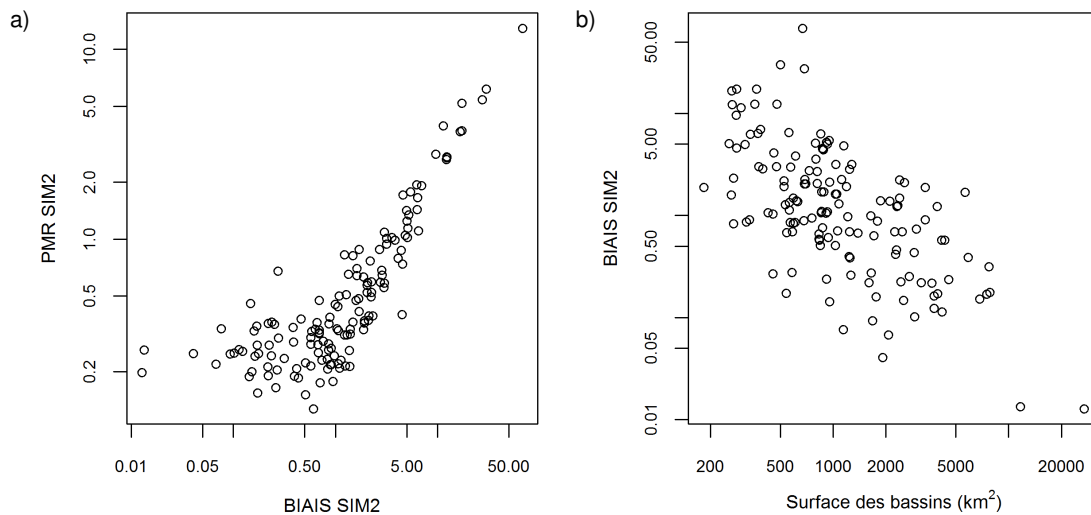 a)
PMR SIM2
10.0
5.0
2.0
1.0
0.5
0.2
0.01 0.05 0.50 5.00 50.00
BIAIS SIM2
b)
BIAIS SIM2
50.00
5.00
0.50
0.05
0.01
200 500 1000 2000 5000 20000
Surface des bassins (km²)